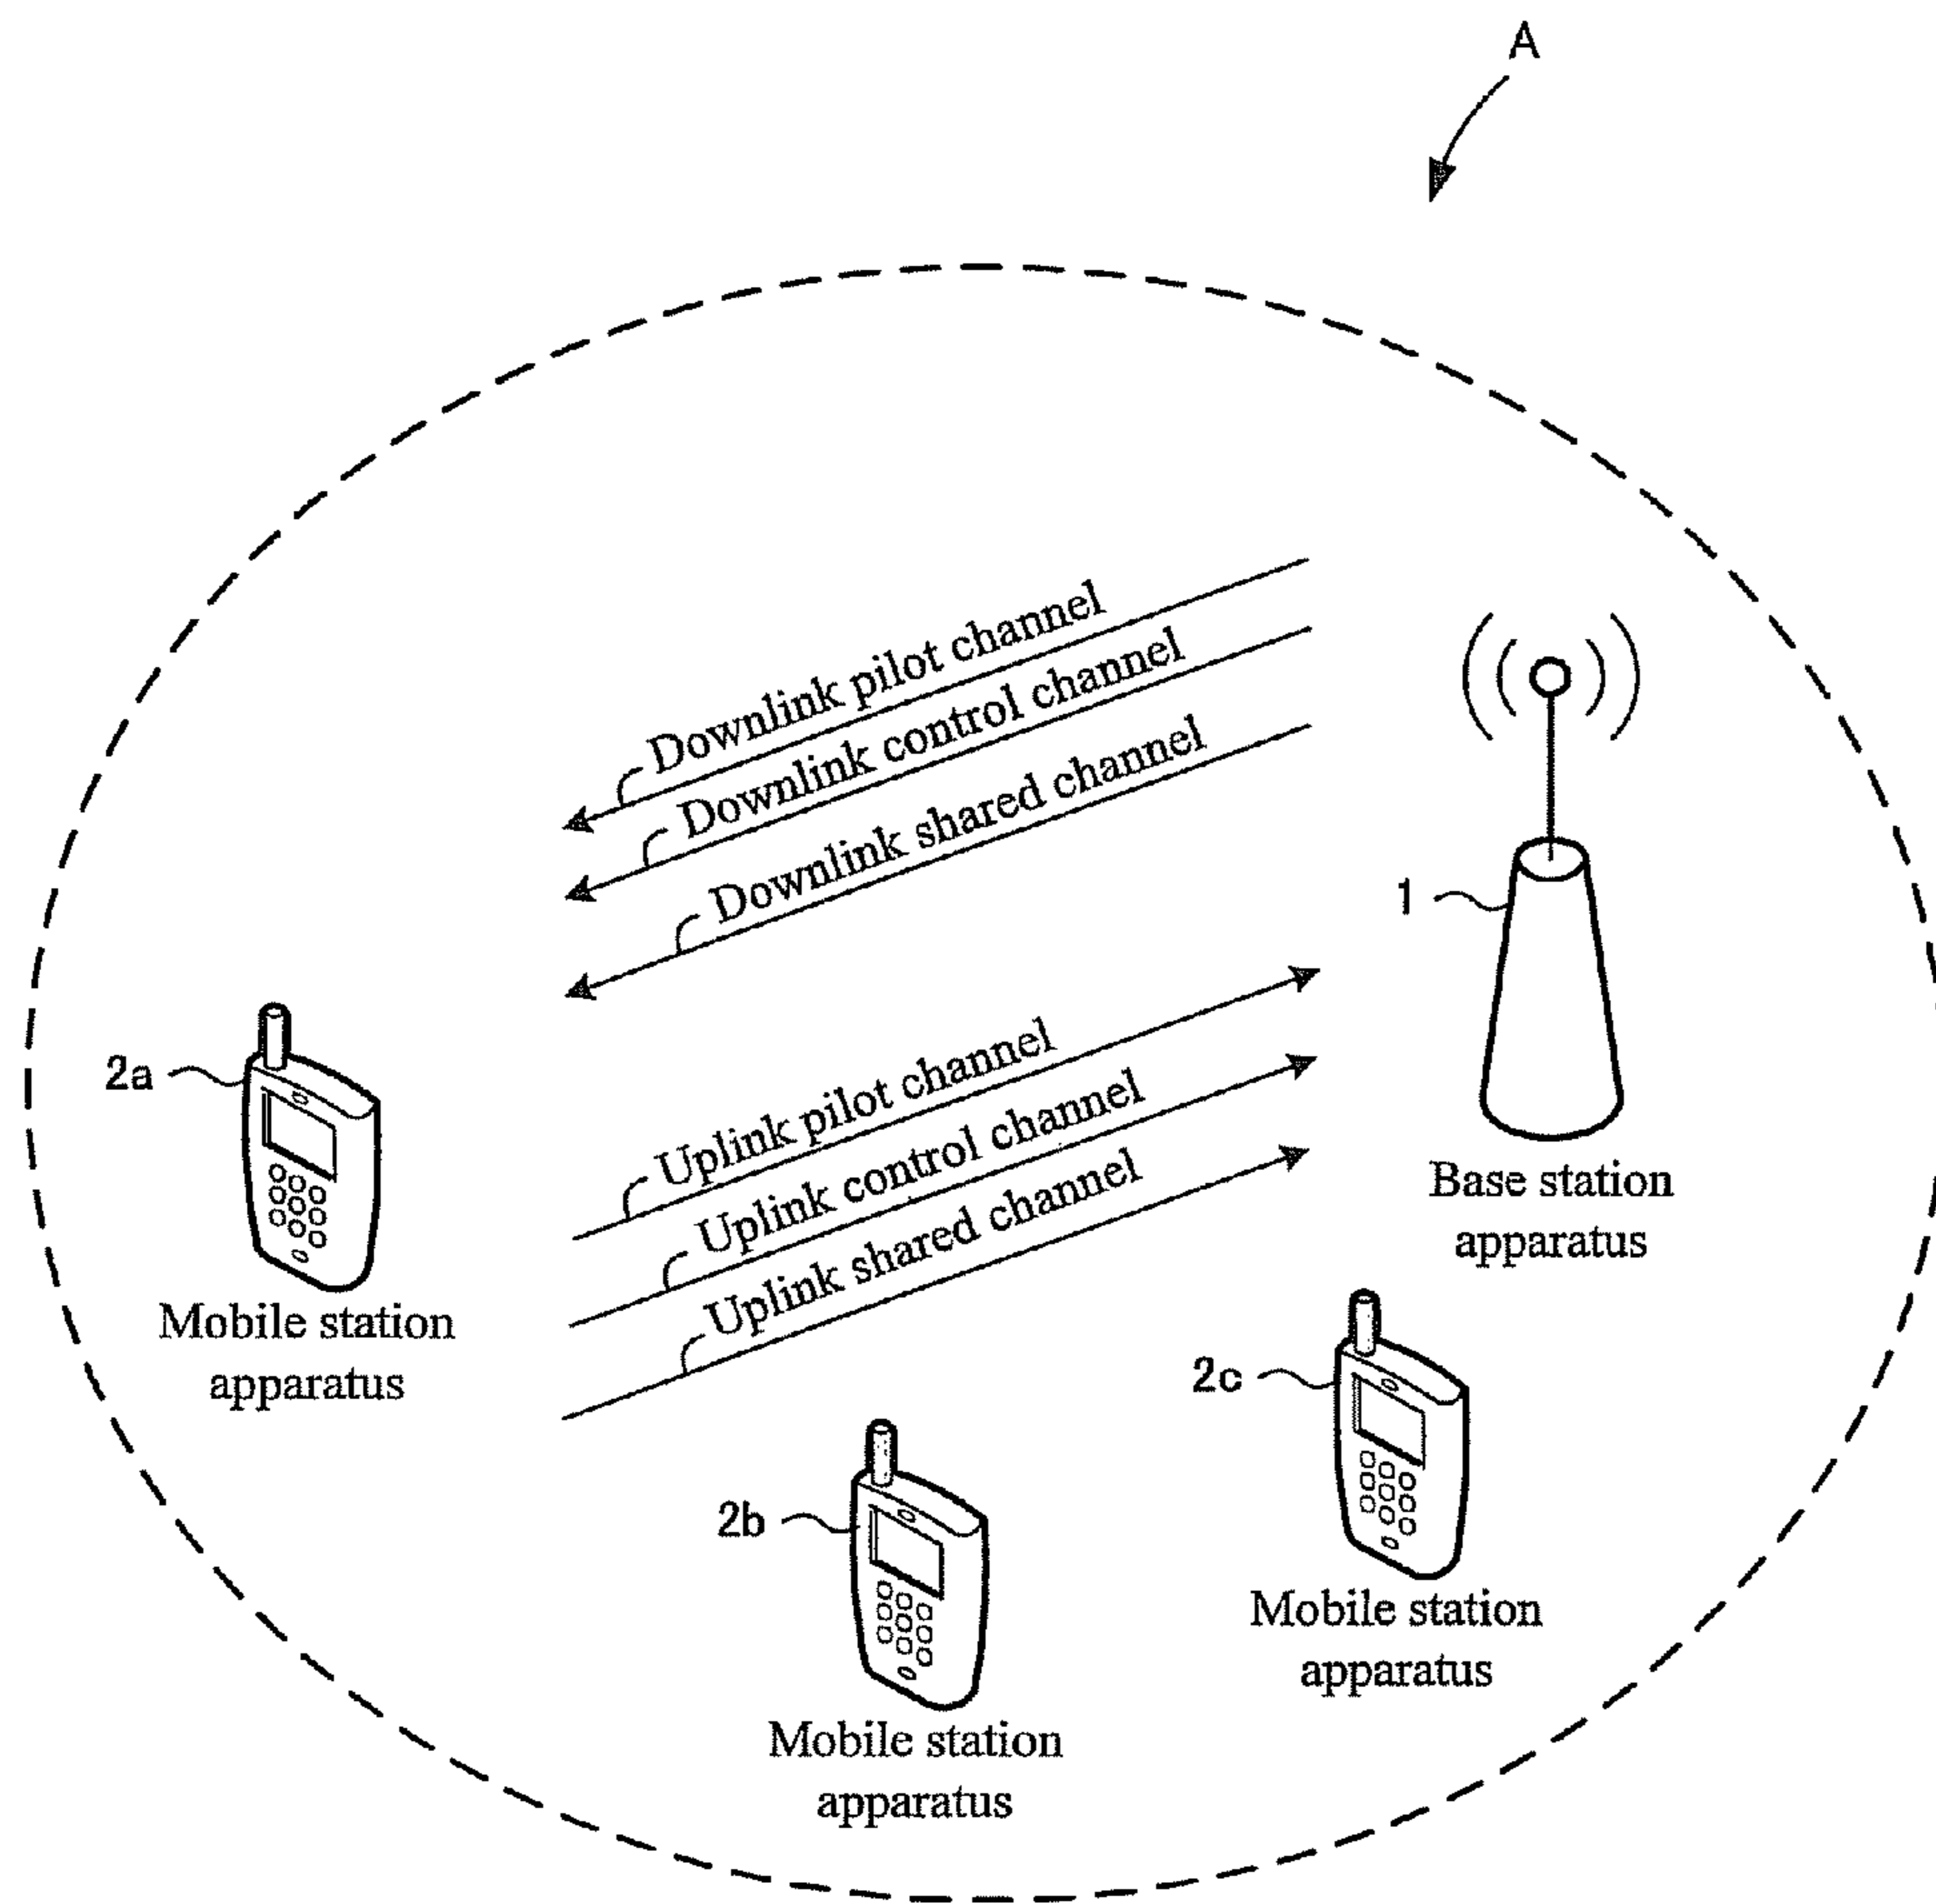 A
Downlink pilot channel
Downlink control channel
Downlink shared channel
1
Uplink pilot channel
2a
Uplink control channel
Uplink shared channel
Base station
apparatus
Mobile station
apparatus
2c
2b
Mobile station
apparatus
Mobile station
apparatus